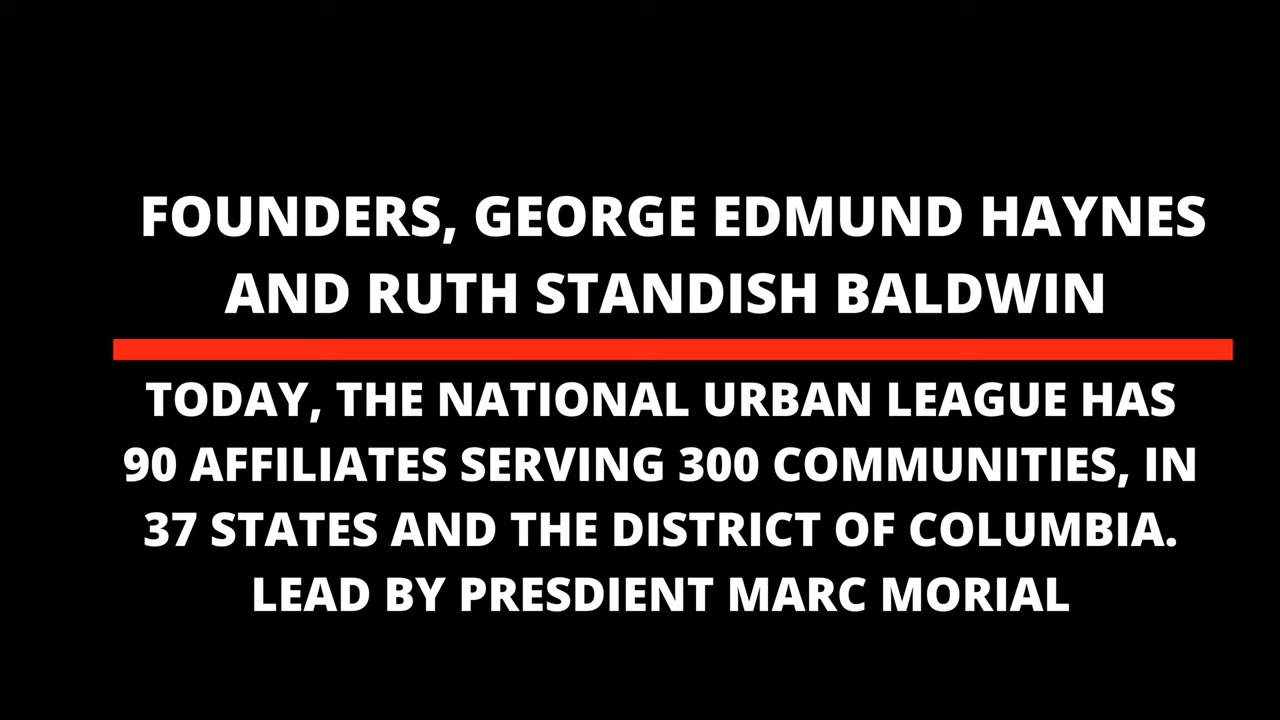 FOUNDERS, GEORGE EDMUND HAYNES
AND RUTH STANDISH BALDWIN
TODAY, THE NATIONAL URBAN LEAGUE HAS
90 AFFILIATES SERVING 300 COMMUNITIES, IN
37 STATES AND THE DISTRICT OF COLUMBIA.
LEAD BY PRESDIENT MARC MORIAL